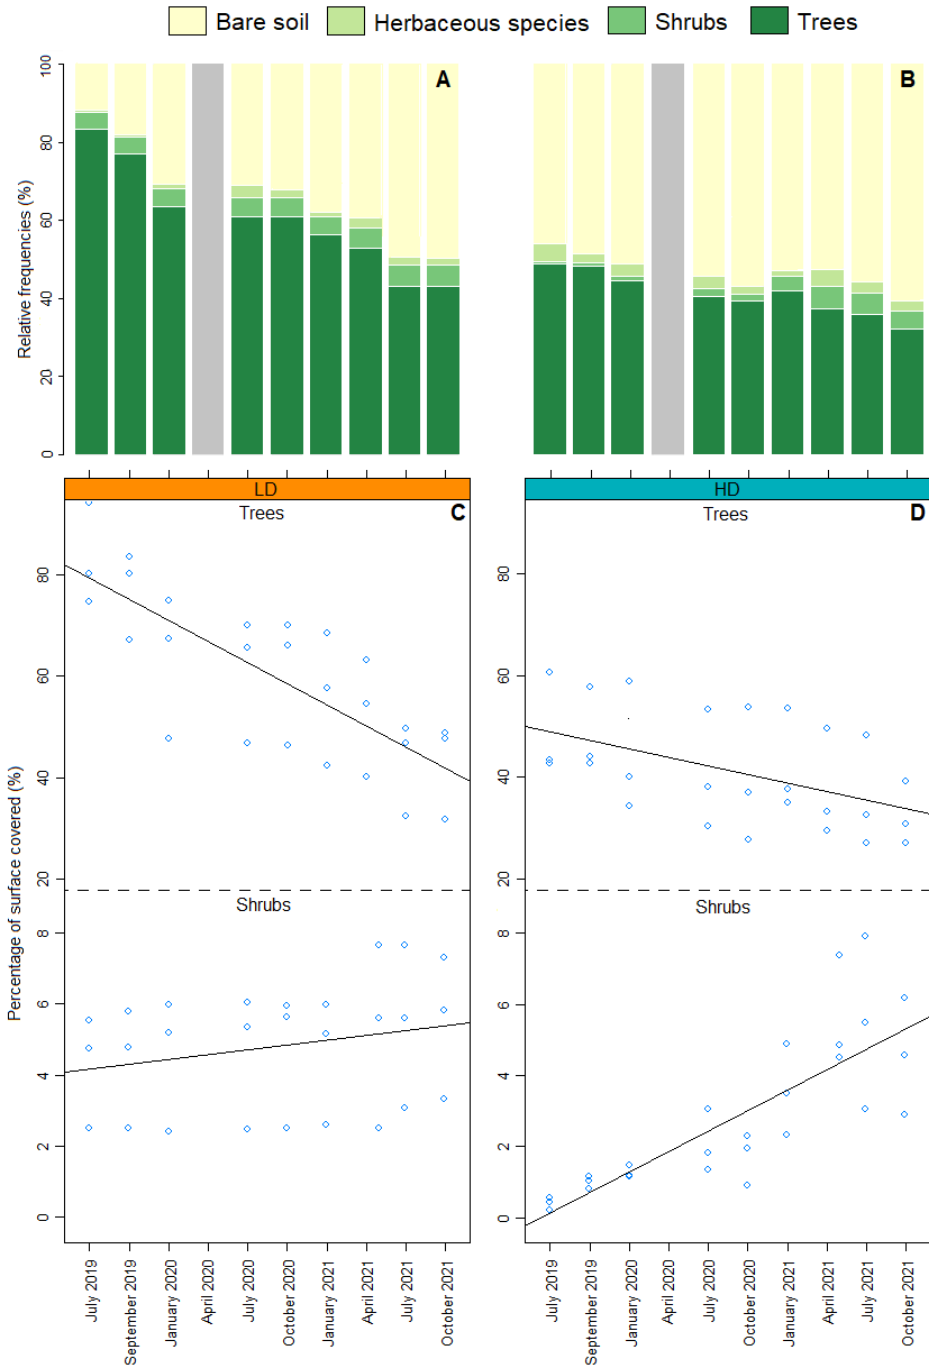 Bare soil Herbaceous species Shrubs Trees
A
B
Relative frequencies (%)
100
80
60
40
20
0
LD
HD
Trees
C
Trees
D
Percentage of surface covered (%)
80
60
40
20
80
60
40
20
Shrubs
Shrubs
8
6
4
2
0
8
6
4
2
0
July 2019
September 2019
January 2020
April 2020
July 2020
October 2020
January 2021
April 2021
July 2021
October 2021
July 2019
September 2019
January 2020
April 2020
July 2020
October 2020
January 2021
April 2021
July 2021
October 2021